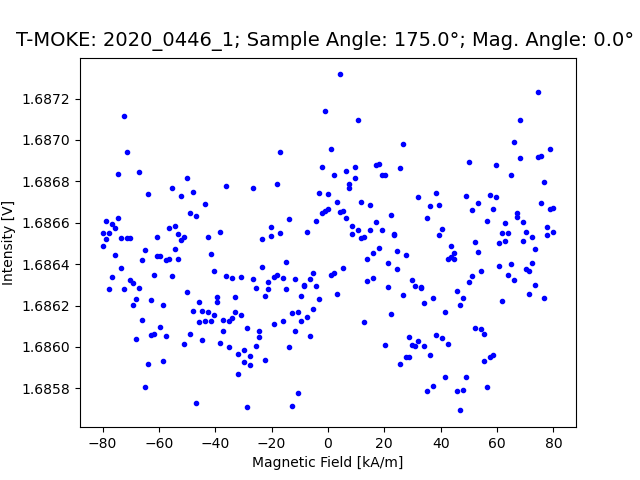 T-MOKE: 2020_0446_1; Sample Angle: 175.0°; Mag. Angle: 0.0°
1.6872
1.6870
1.6868
1.6866
1.6864
1.6862
1.6860
1.6858
Intensity [V]
−80 −60 −40 −20 0 20 40 60 80
Magnetic Field [kA/m]